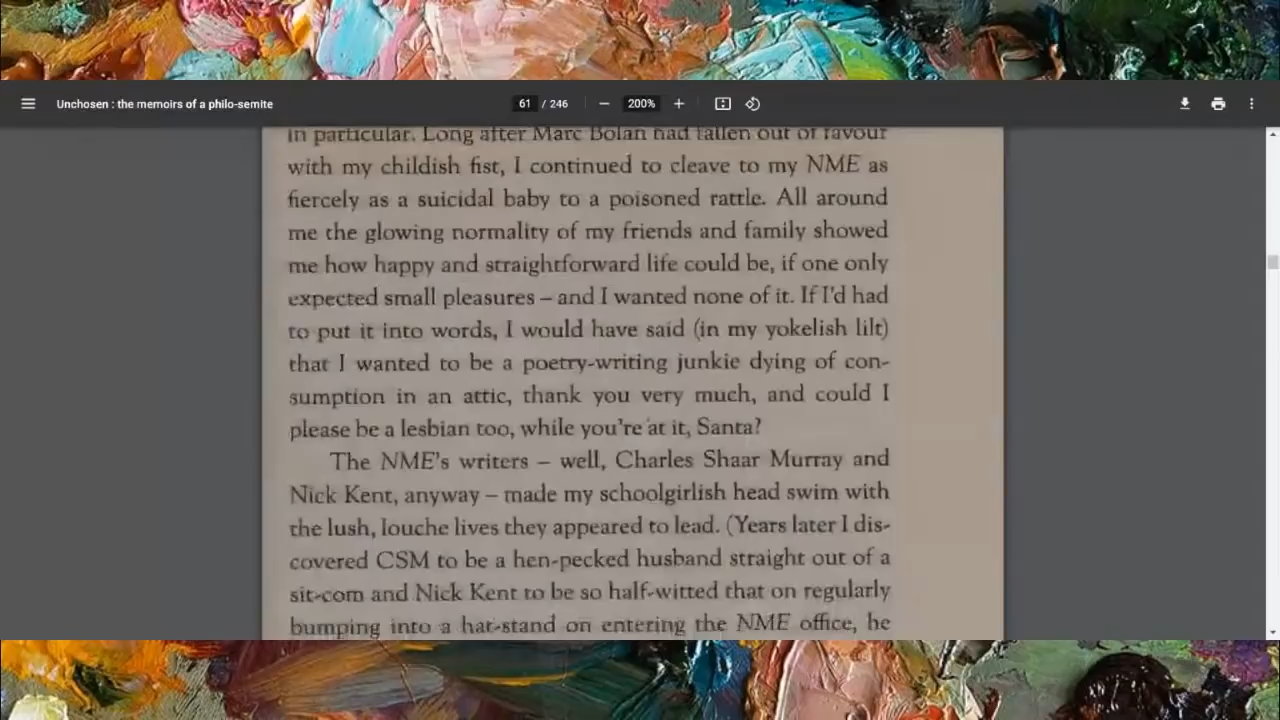 Unchosen : the memoirs of a philo-semite
61 / 246
200%
in particular. Long after Marc Bolan had fallen out of favour
with my childish fist, I continued to cleave to my NME as
fiercely as a suicidal baby to a poisoned rattle. All around
me the glowing normality of my friends and family showed
me how happy and straightforward life could be, if one only
expected small pleasures – and I wanted none of it. If I'd had
to put it into words, I would have said (in my yokelish lilt)
that I wanted to be a poetry-writing junkie dying of con-
sumption in an attic, thank you very much, and could I
please be a lesbian too, while you're at it, Santa?
The NME's writers – well, Charles Shaar Murray and
Nick Kent, anyway – made my schoolgirlish head swim with
the lush, louche lives they appeared to lead. (Years later I dis-
covered CSM to be a hen-pecked husband straight out of a
sit-com and Nick Kent to be so half-witted that on regularly
bumping into a hat-stand on entering the NME office, he